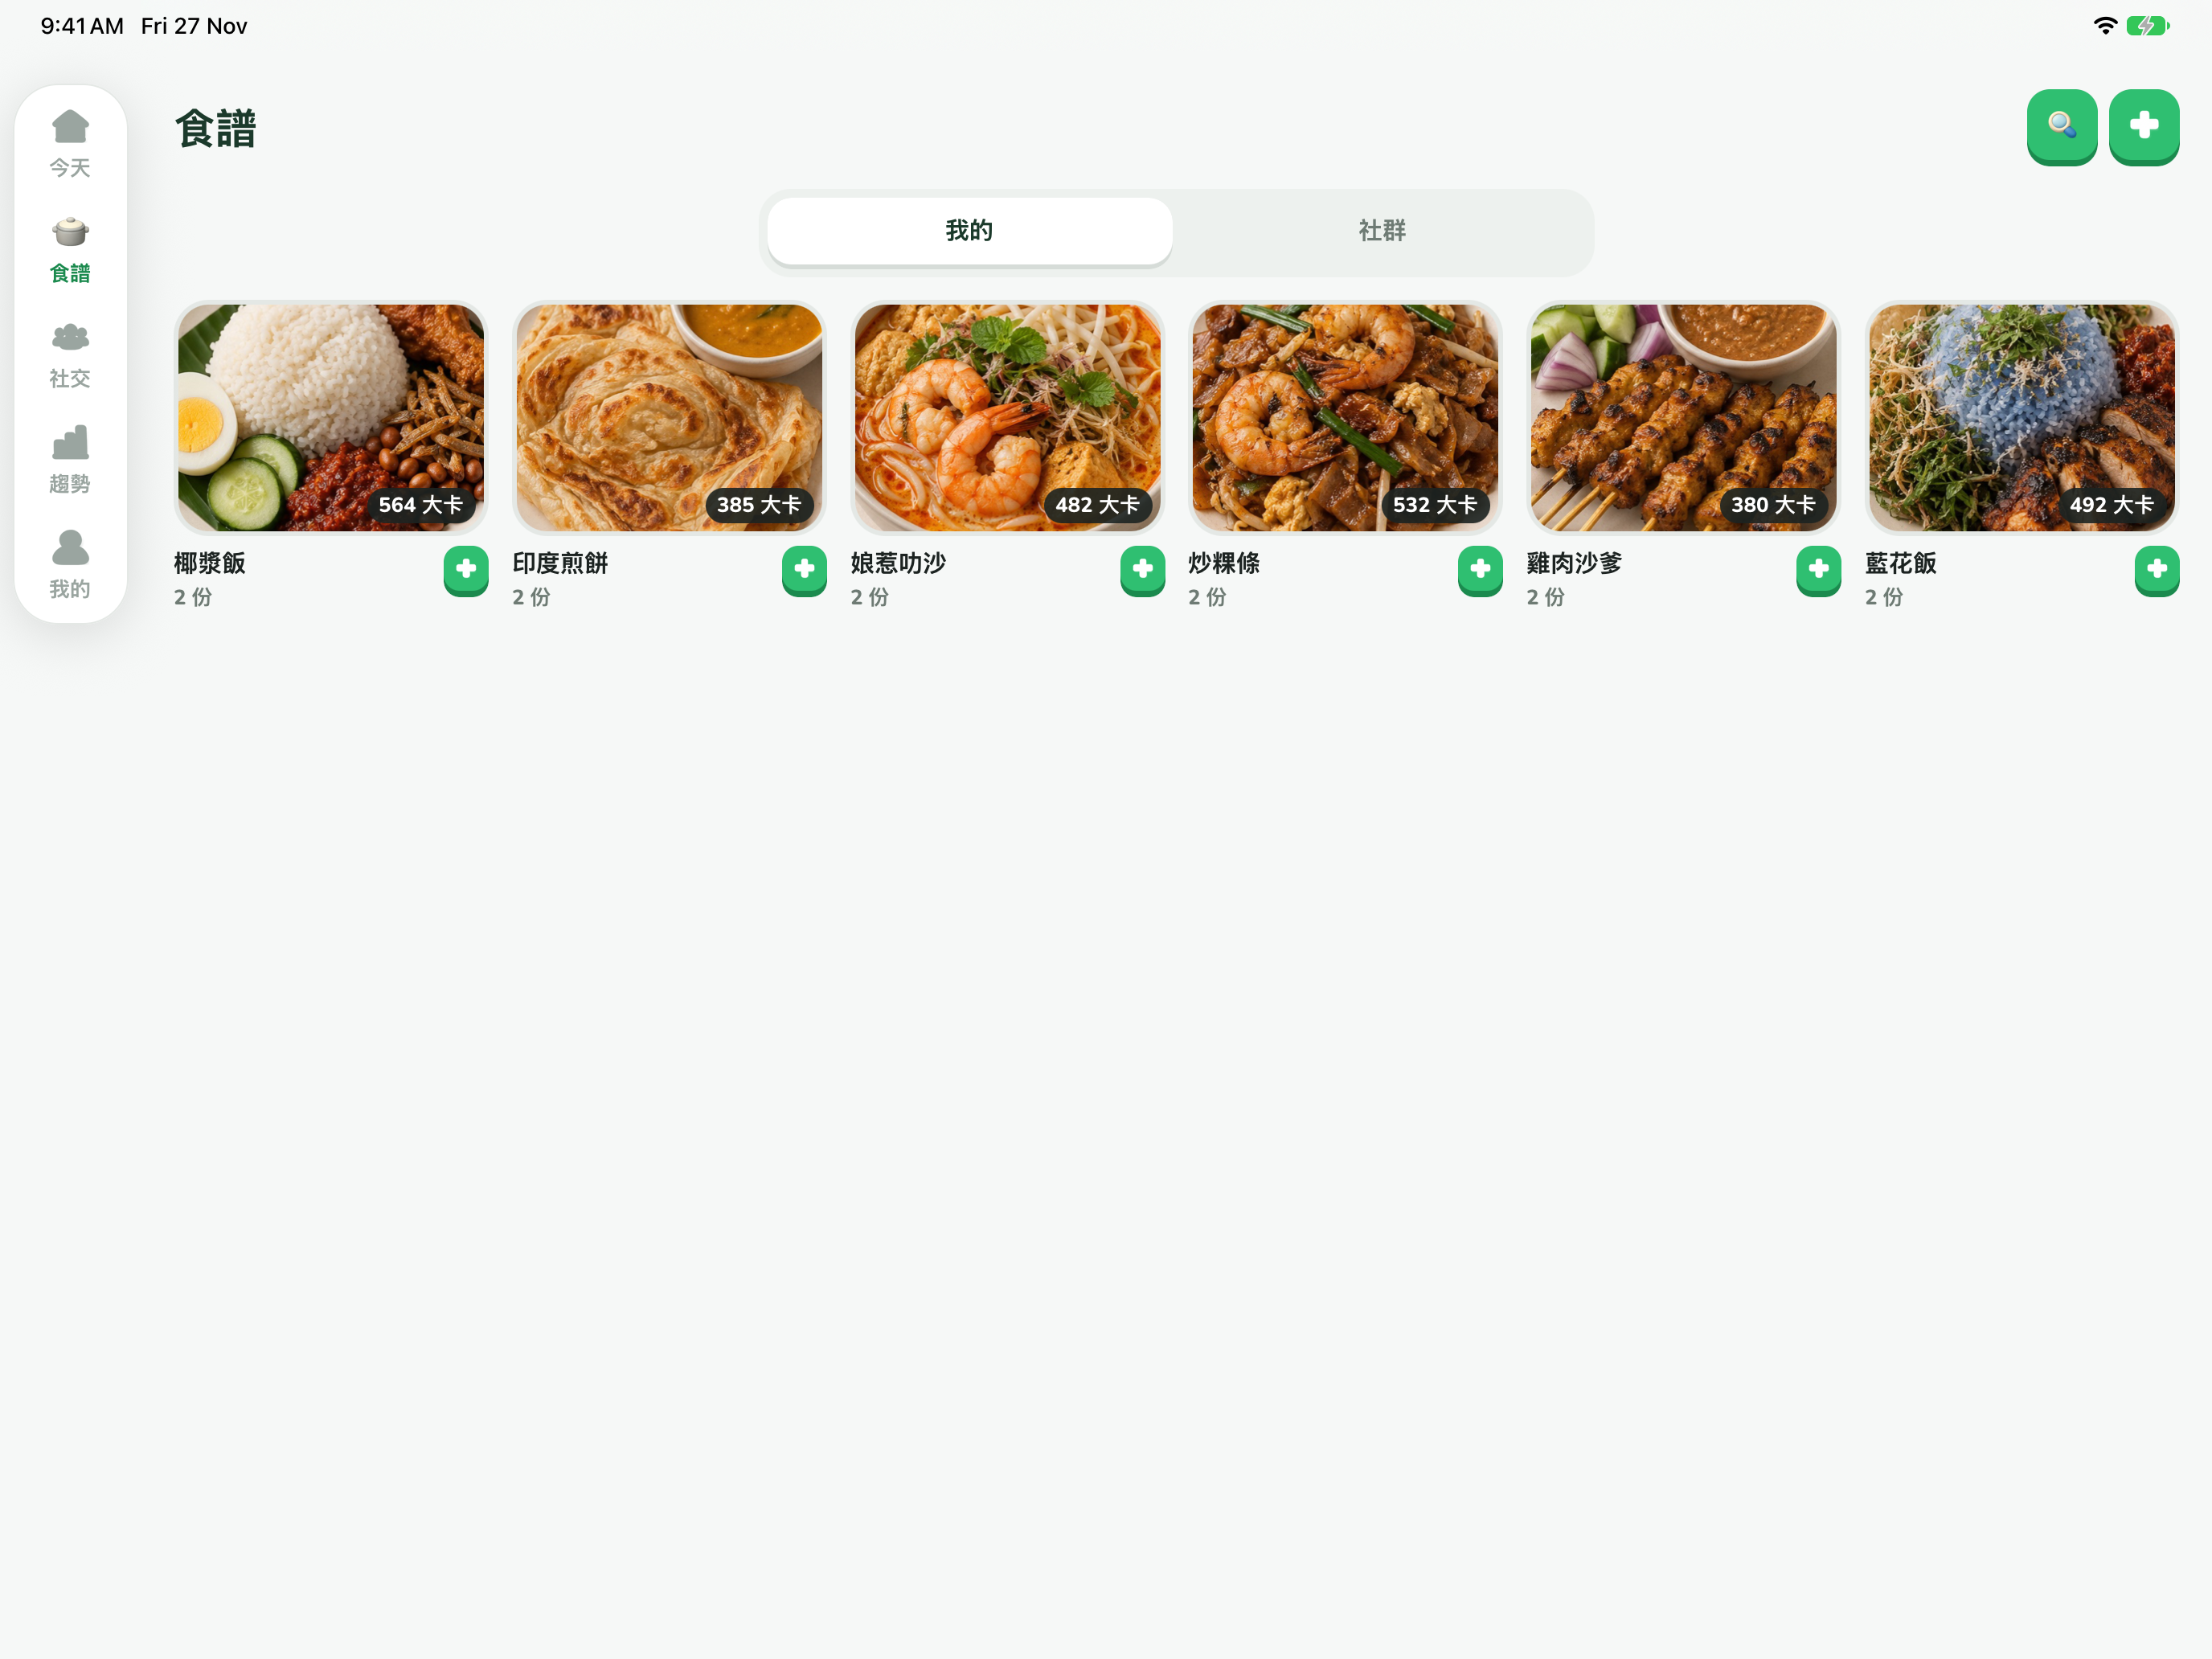 9:41 AM Fri 27 Nov
今天
食譜
社交
趨勢
我的
食譜
我的
社群
564 大卡
385 大卡
482 大卡
532 大卡
380 大卡
492 大卡
椰漿飯
2 份
印度煎餅
2 份
娘惹叻沙
2 份
炒粿條
2 份
雞肉沙爹
2 份
藍花飯
2 份